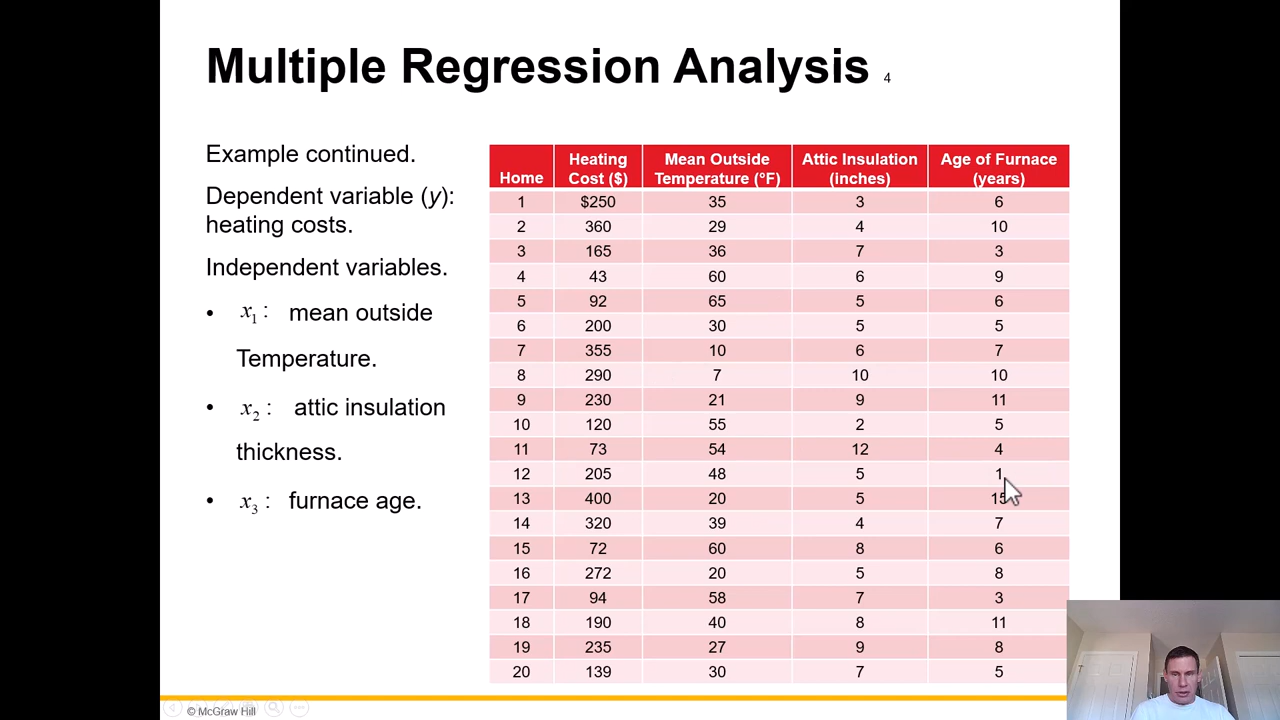 Multiple Regression Analysis 4
Example continued.
Dependent variable (y):
heating costs.
Independent variables.
• x1 : mean outside
Temperature.
• x2 : attic insulation
thickness.
• x3 : furnace age.
Home Heating Cost ($) Mean Outside Temperature (°F) Attic Insulation (inches) Age of Furnace (years)
1 $250 35 3 6
2 360 29 4 10
3 165 36 7 3
4 43 60 6 9
5 92 65 5 6
6 200 30 5 5
7 355 10 6 7
8 290 7 10 10
9 230 21 9 11
10 120 55 2 5
11 73 54 12 4
12 205 48 5 1
13 400 20 5 15
14 320 39 4 7
15 72 60 8 6
16 272 20 5 8
17 94 58 7 3
18 190 40 8 11
19 235 27 9 8
20 139 30 7 5
© McGraw Hill